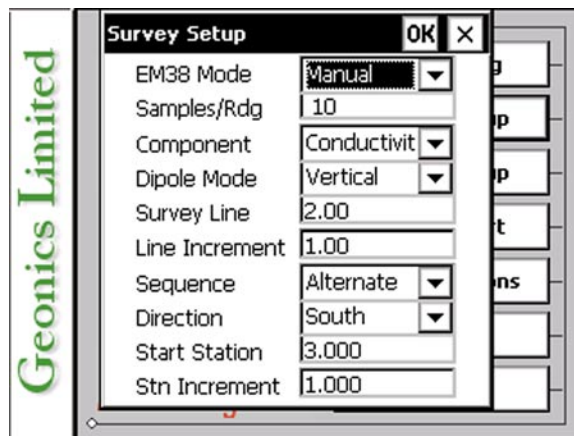 Geonics Limited
Survey Setup OK ×
EM38 Mode Manual
Samples/Rdg 10
Component Conductivit
Dipole Mode Vertical
Survey Line 2.00
Line Increment 1.00
Sequence Alternate
Direction South
Start Station 3.000
Stn Increment 1.000